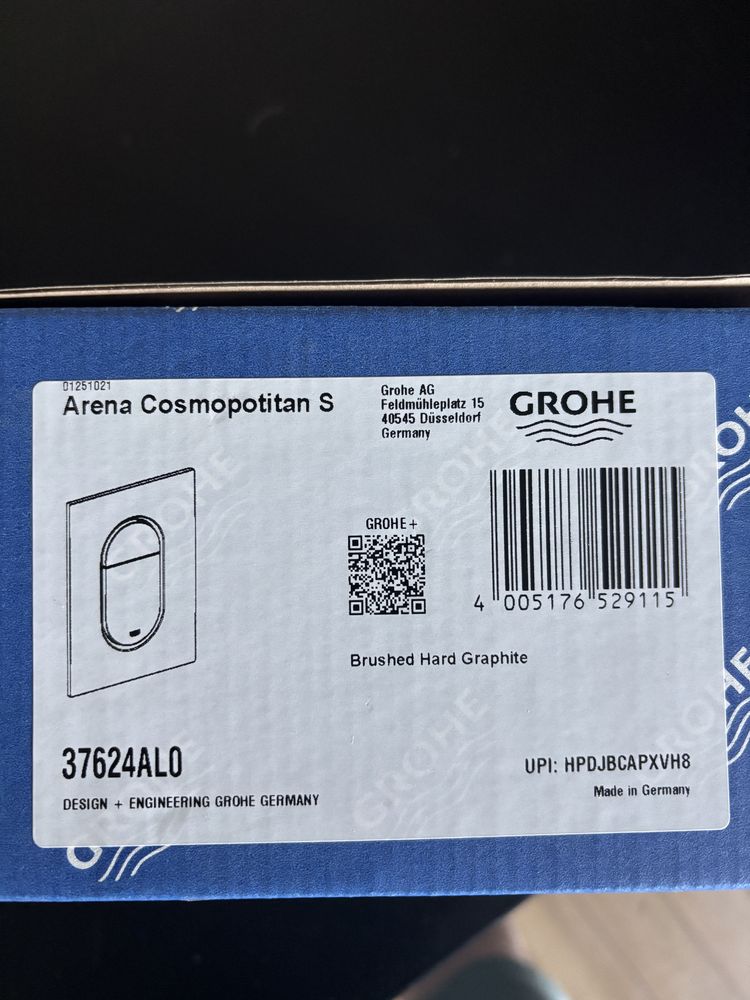 01251021
Arena Cosmopotitan S
Grohe AG
Feldmühleplatz 15
40545 Düsseldorf
Germany
GROHE
GROHE+
4 005176 529115
Brushed Hard Graphite
37624AL0
UPI: HPDJBCAPXVH8
DESIGN + ENGINEERING GROHE GERMANY
Made in Germany